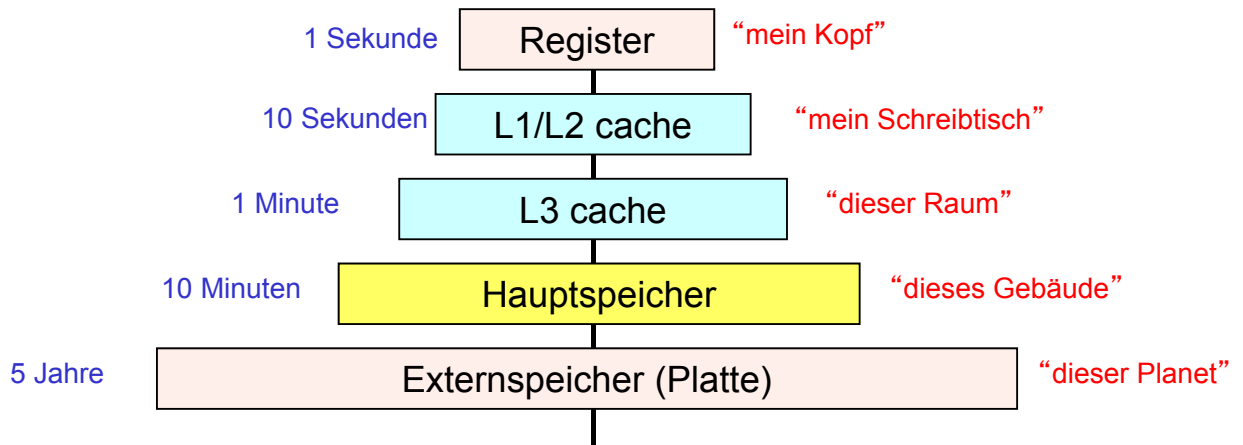 1 Sekunde Register “mein Kopf”
10 Sekunden L1/L2 cache “mein Schreibtisch”
1 Minute L3 cache “dieser Raum”
10 Minuten Hauptspeicher “dieses Gebäude”
5 Jahre Externspeicher (Platte) “dieser Planet”